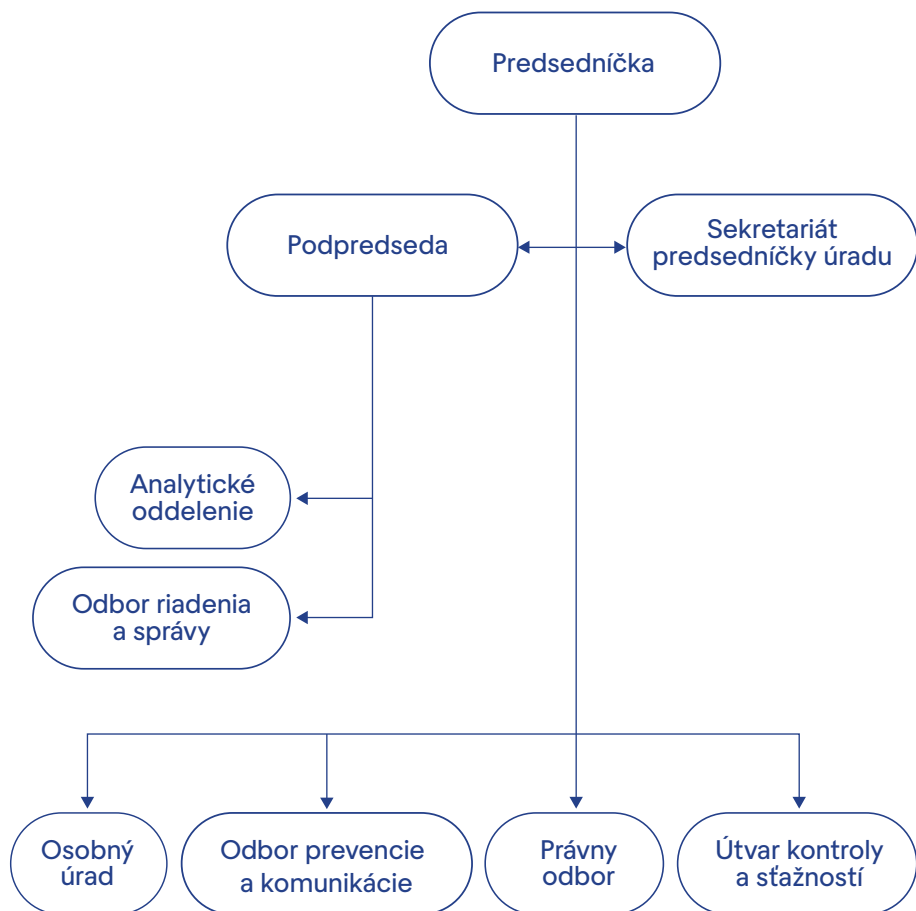 Predsedníčka
Podpredseda
Sekretariát
predsedníčky úradu
Analytické
oddelenie
Odbor riadenia
a správy
Osobný
úrad
Odbor prevencie
a komunikácie
Právny
odbor
Útvar kontroly
a sťažností